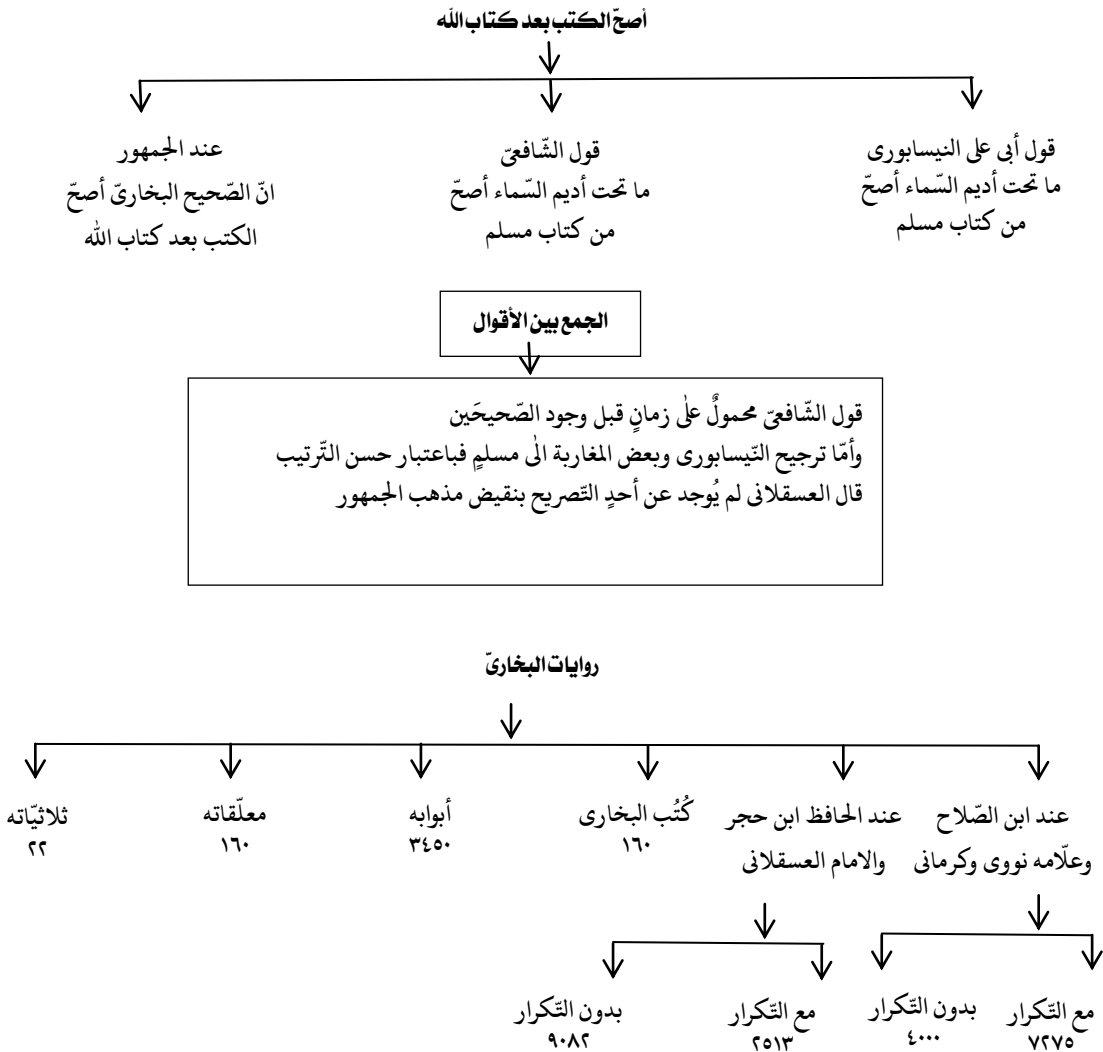 أصحّ الكتب بعد كتاب الله
قول أبى على النيسابورى
ما تحت أديم السّماء أصحّ
من كتاب مسلم
قول الشّافعىّ
ما تحت أديم السّماء أصحّ
من كتاب مسلم
عند الجمهور
انّ الصّحيح البخارىّ أصحّ
الكتب بعد كتاب الله
الجمع بين الأقوال
قول الشّافعىّ محمولٌ علٰى زمانٍ قبل وجود الصّحيحَين
وأمّا ترجيح النّيسابورى وبعض المغاربة الٰى مسلمٍ فباعتبار حسن التّرتيب
قال العسقلانى لم يُوجد عن أحدٍ التّصريح بنقيض مذهب الجمهور
روايات البخارىّ
عند ابن الصّلاح
وعلّامه نووى وكرمانى
عند الحافظ ابن حجر
والامام العسقلانى
كُتُب البخارى
١٦٠
أبوابه
٣٤٥٠
معلّقاته
١٦٠
ثلاثيّاته
٢٢
مع التّكرار
٧٢٧٥
بدون التّكرار
٤٠٠٠
مع التّكرار
٢٥١٣
بدون التّكرار
٩٠٨٢